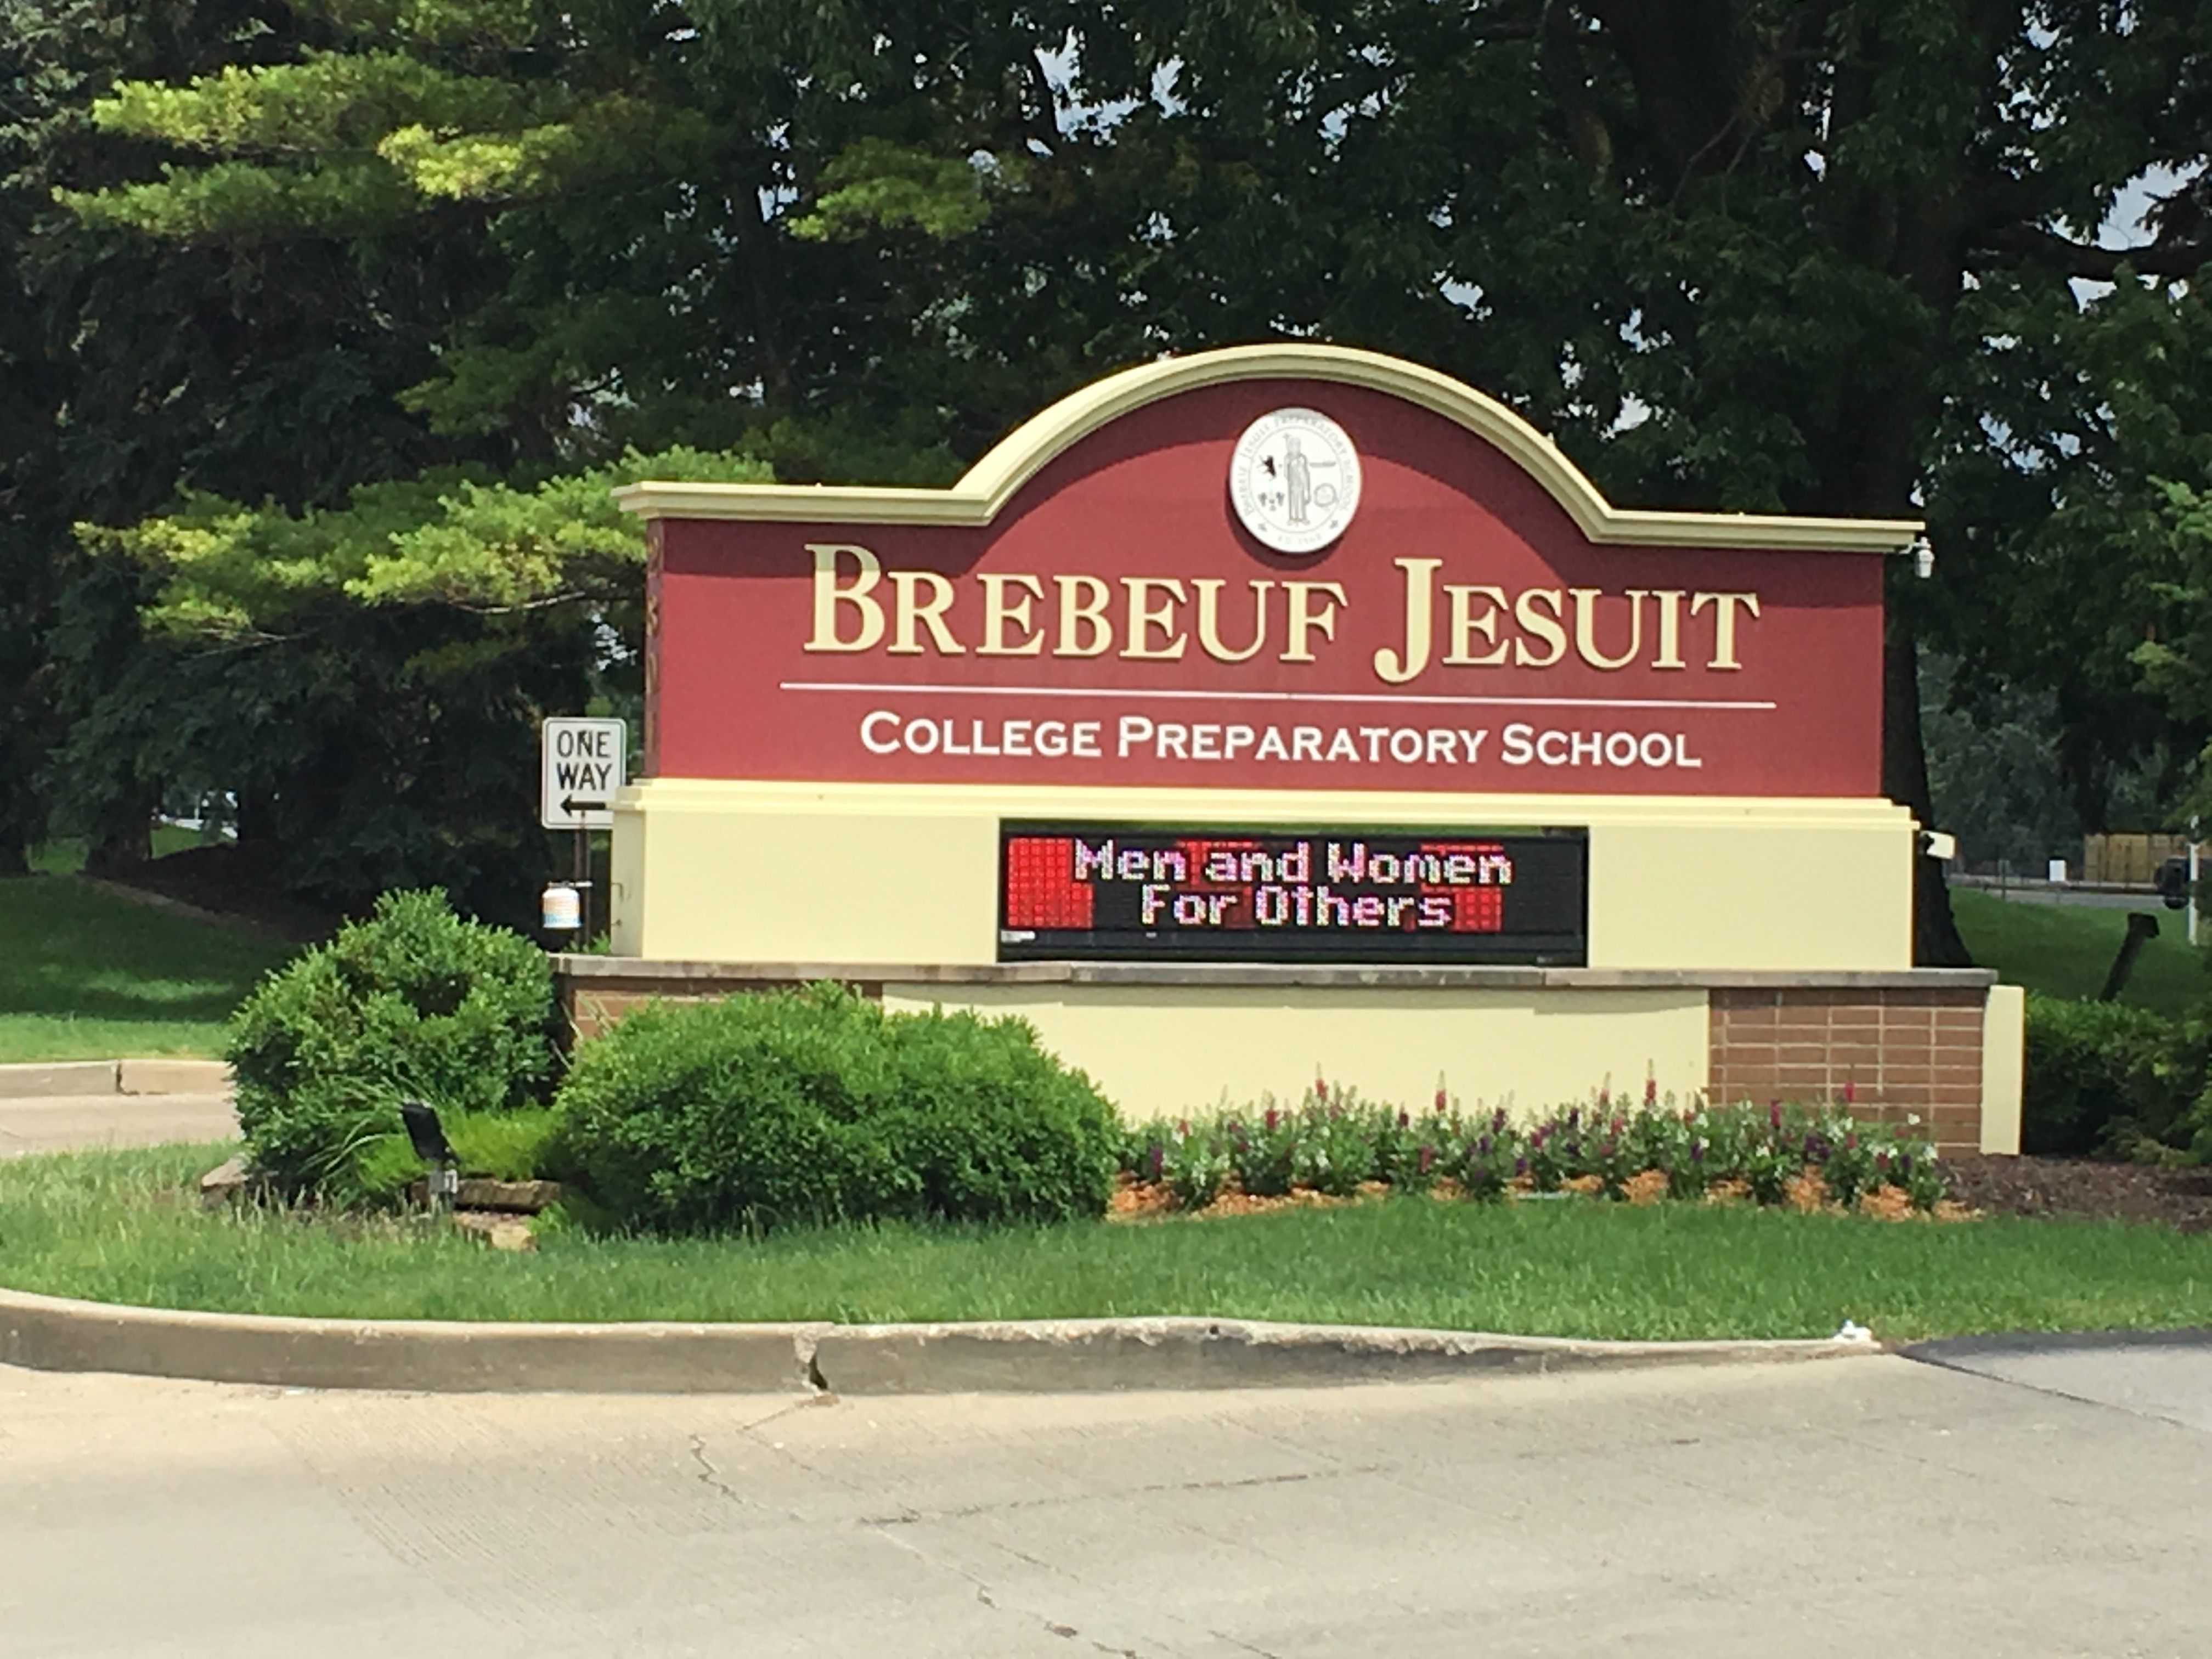 BREBEUF JESUIT
COLLEGE PREPARATORY SCHOOL
ONE
WAY
Men and Women
For Others